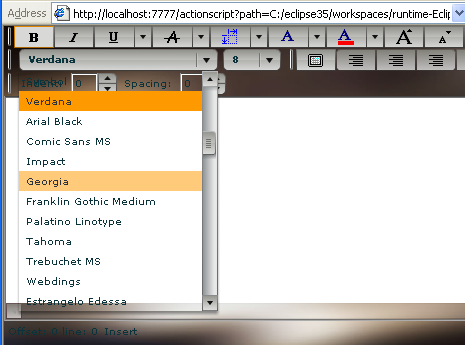 Address http://localhost:7777/actionscript?path=C:/eclipse35/workspaces/runtime-Eclip
B I U A A A A A
Verdana 8
Symbol
Indent: 0 Spacing: 0
Verdana
Arial Black
Comic Sans MS
Impact
Georgia
Franklin Gothic Medium
Palatino Linotype
Tahoma
Trebuchet MS
Webdings
Estrangelo Edessa
Offset: 0 line: 0 Insert